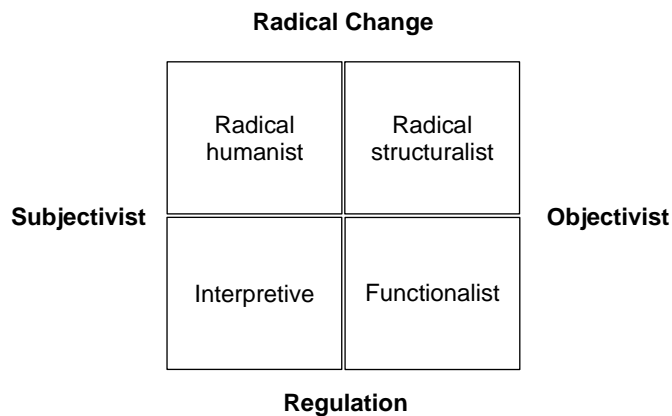 Radical Change
Radical
humanist
Radical
structuralist
Subjectivist
Objectivist
Interpretive
Functionalist
Regulation